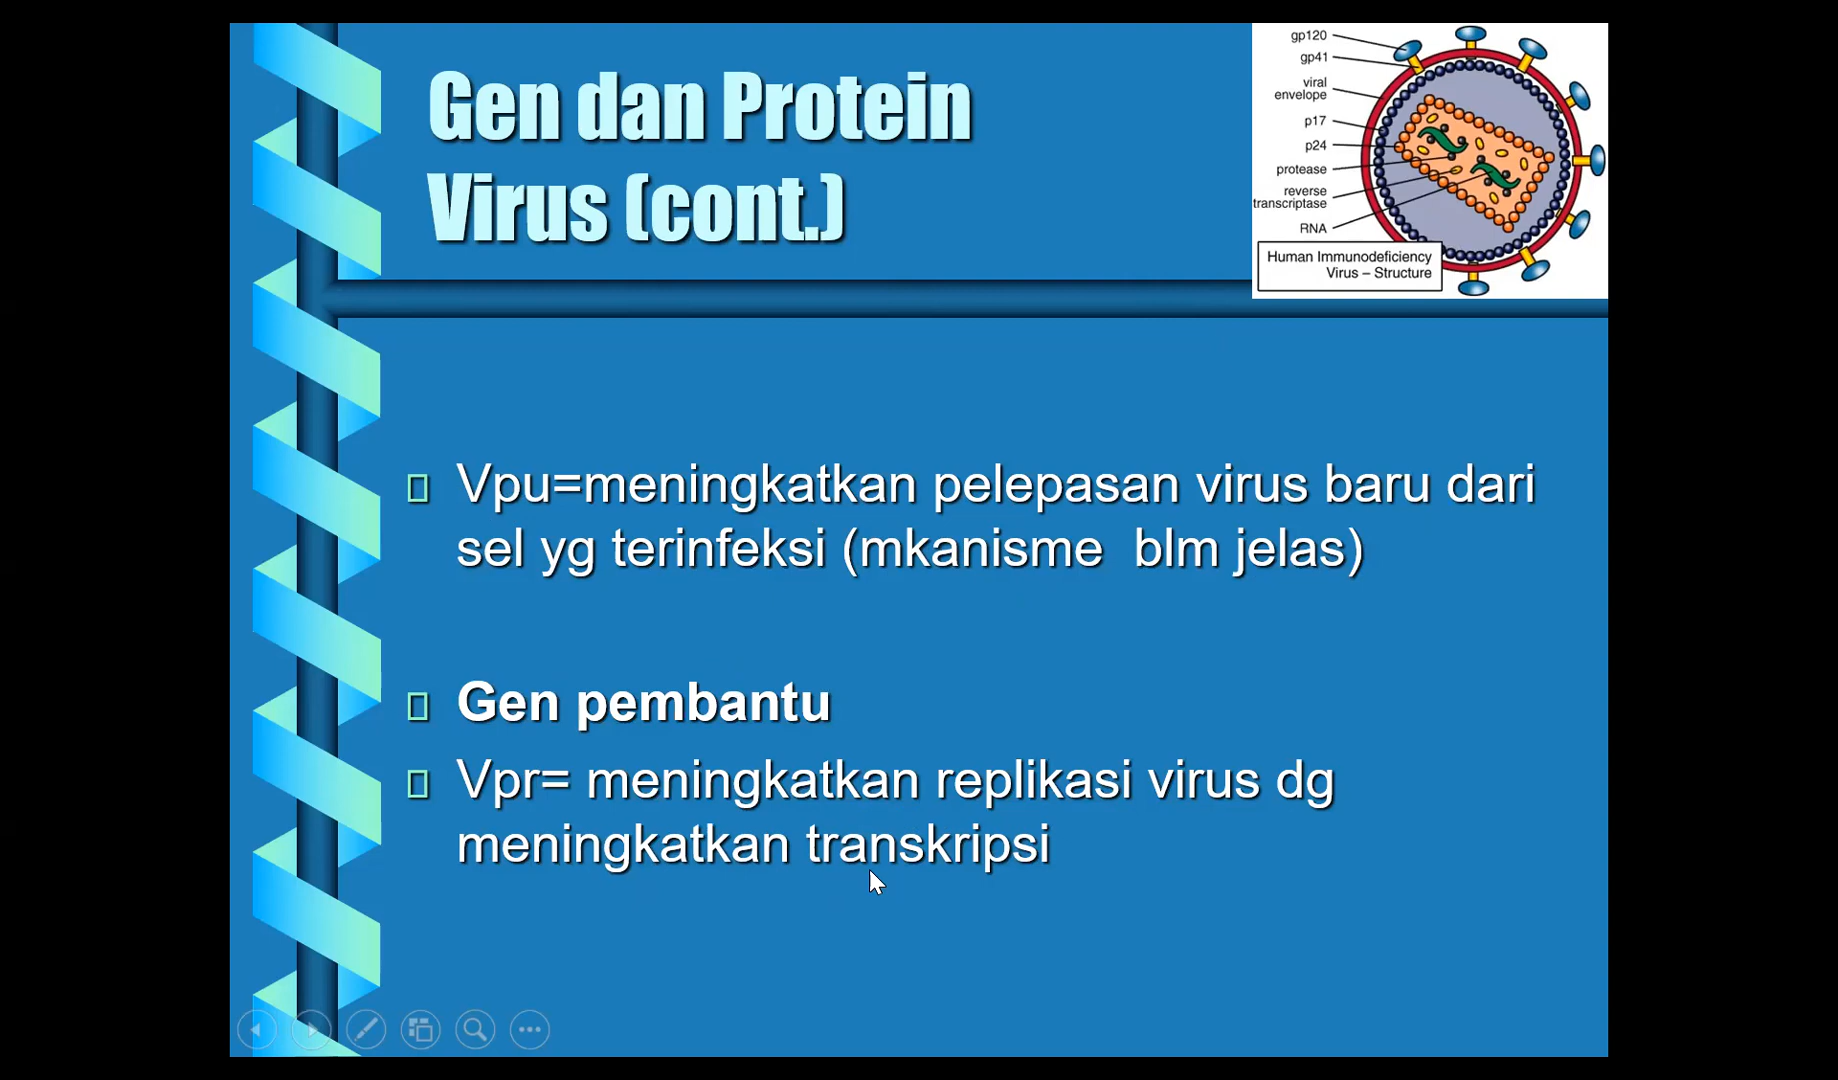 Gen dan Protein
Virus (cont.)
gp120
gp41
viral
envelope
p17
p24
protease
reverse
transcriptase
RNA
Human Immunodeficiency
Virus – Structure
Vpu=meningkatkan pelepasan virus baru dari
sel yg terinfeksi (mkanisme  blm jelas)
Gen pembantu
Vpr= meningkatkan replikasi virus dg
meningkatkan transkripsi